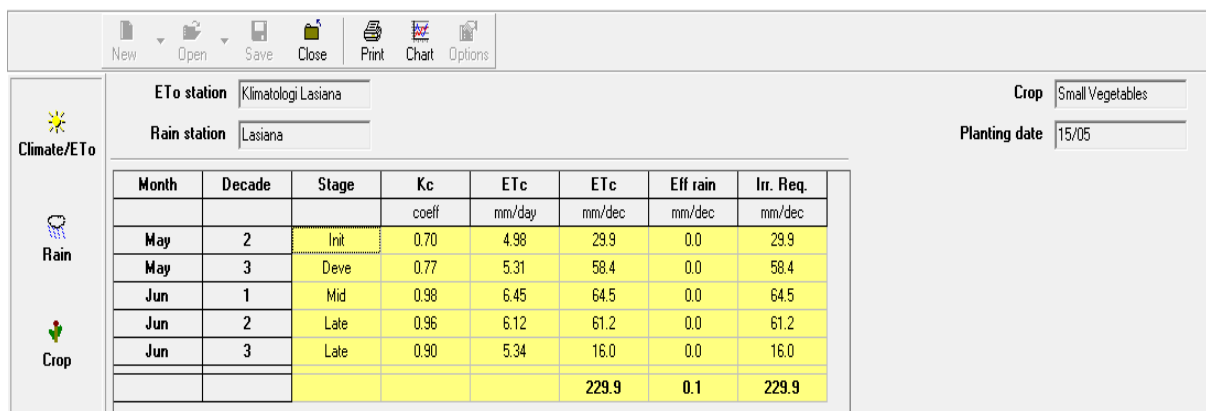 New Open Save Close Print Chart Options
ETo station Klimatologi Lasiana Crop Small Vegetables
Rain station Lasiana Planting date 15/05
Climate/ETo
Rain
Crop
Month Decade Stage Kc ETc ETc Eff rain Irr. Req.
coeff mm/day mm/dec mm/dec mm/dec
May 2 Init 0.70 4.98 29.9 0.0 29.9
May 3 Deve 0.77 5.31 58.4 0.0 58.4
Jun 1 Mid 0.98 6.45 64.5 0.0 64.5
Jun 2 Late 0.96 6.12 61.2 0.0 61.2
Jun 3 Late 0.90 5.34 16.0 0.0 16.0
229.9 0.1 229.9